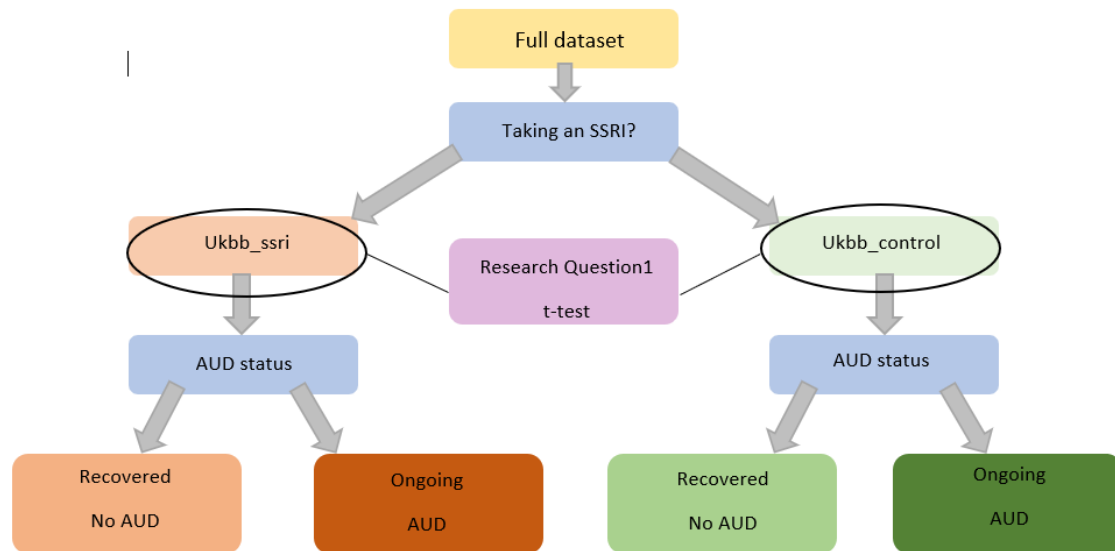 Full dataset
Taking an SSRI?
Ukbb_ssri
Ukbb_control
Research Question1
t-test
AUD status
AUD status
Recovered
No AUD
Ongoing
AUD
Recovered
No AUD
Ongoing
AUD